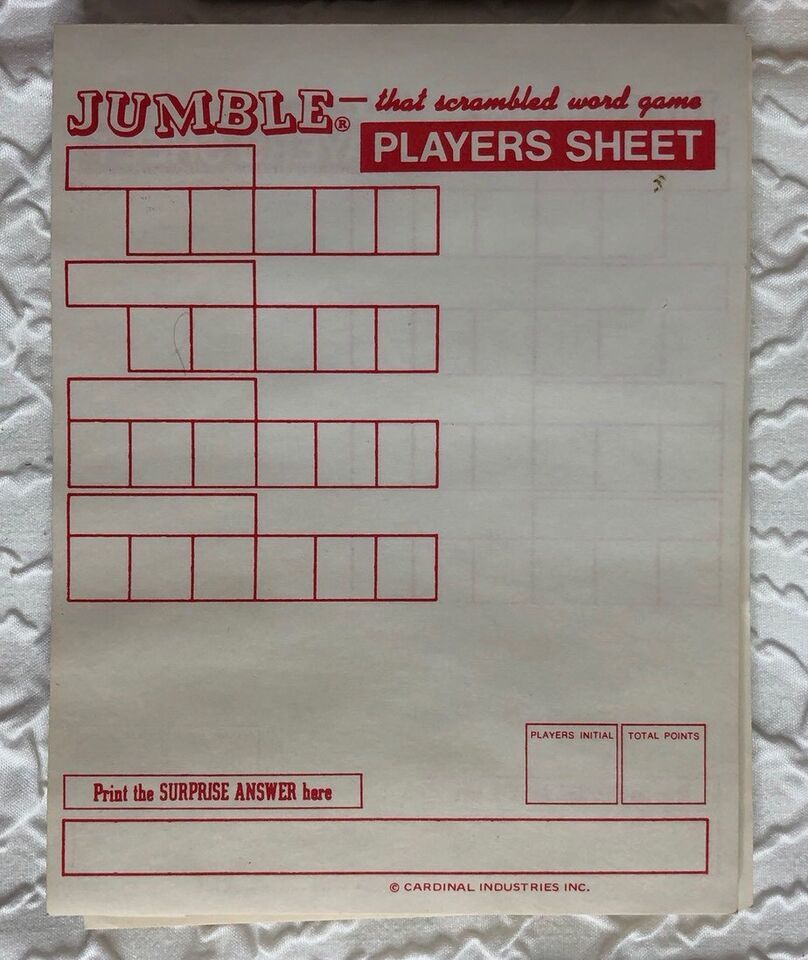 JUMBLE® — that scrambled word game
PLAYERS SHEET
PLAYERS INITIAL
TOTAL POINTS
Print the SURPRISE ANSWER here
© CARDINAL INDUSTRIES INC.